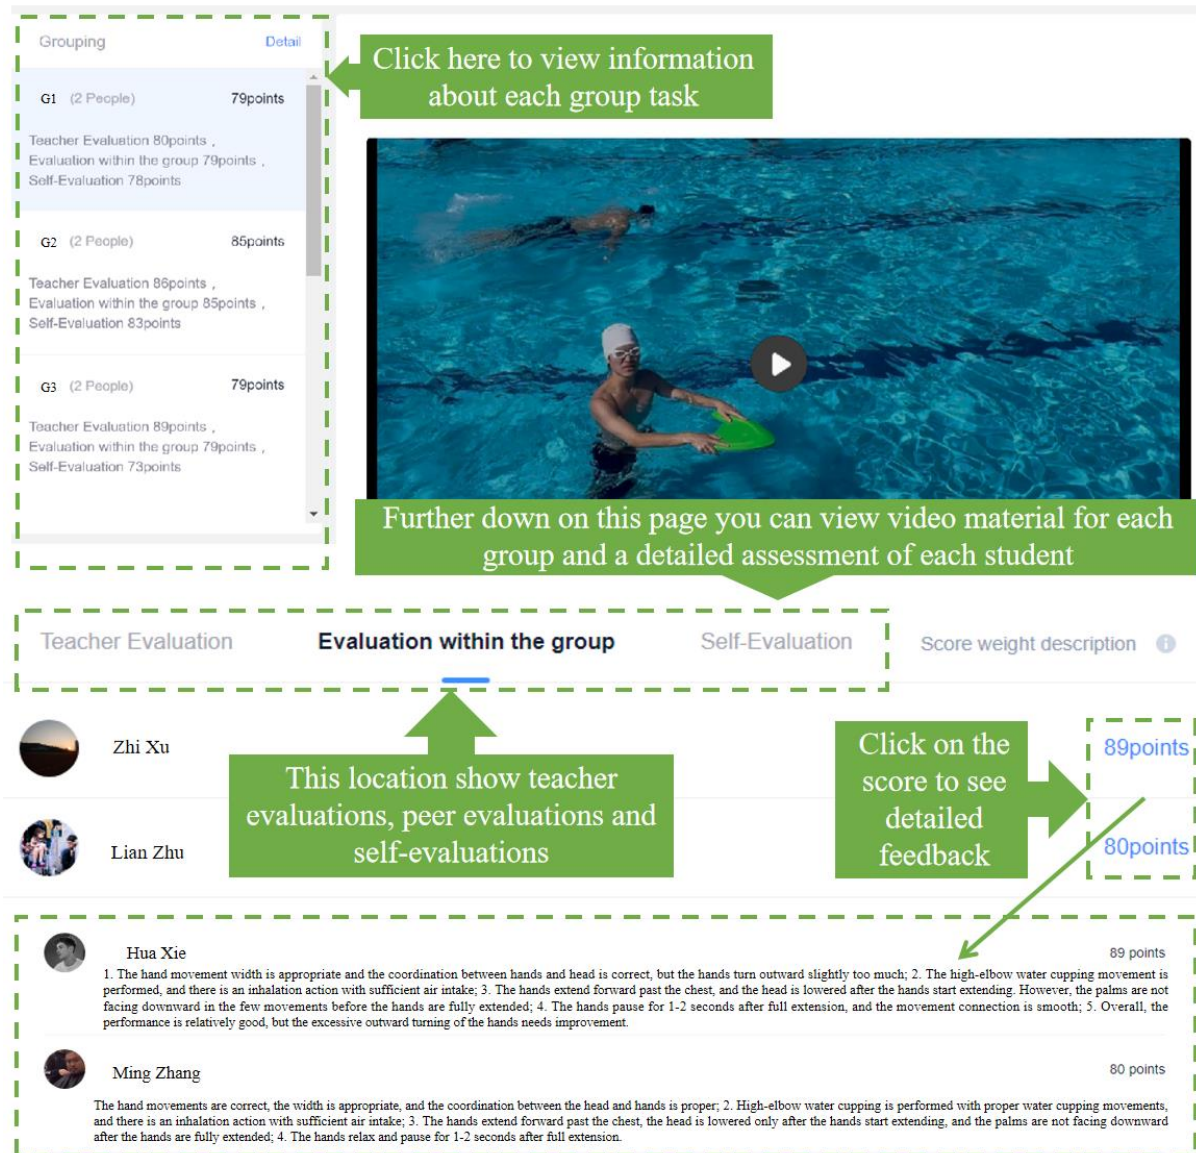 Grouping Detail
Click here to view information
about each group task
G1 (2 People) 79points
Teacher Evaluation 80points ,
Evaluation within the group 79points ,
Self-Evaluation 78points
G2 (2 People) 85points
Teacher Evaluation 86points ,
Evaluation within the group 85points ,
Self-Evaluation 83points
G3 (2 People) 79points
Teacher Evaluation 89points ,
Evaluation within the group 79points ,
Self-Evaluation 73points
Further down on this page you can view video material for each
group and a detailed assessment of each student
Teacher Evaluation Evaluation within the group Self-Evaluation Score weight description
Zhi Xu 89points
This location show teacher
evaluations, peer evaluations and
self-evaluations
Click on the
score to see
detailed
feedback
Lian Zhu 80points
Hua Xie 89 points
1. The hand movement width is appropriate and the coordination between hands and head is correct, but the hands turn outward slightly too much; 2. The high-elbow water cupping movement is
performed, and there is an inhalation action with sufficient air intake; 3. The hands extend forward past the chest, and the head is lowered after the hands start extending. However, the palms are not
facing downward in the few movements before the hands are fully extended; 4. The hands pause for 1-2 seconds after full extension, and the movement connection is smooth; 5. Overall, the
performance is relatively good, but the excessive outward turning of the hands needs improvement.
Ming Zhang 80 points
The hand movements are correct, the width is appropriate, and the coordination between the head and hands is proper; 2. High-elbow water cupping is performed with proper water cupping movements,
and there is an inhalation action with sufficient air intake; 3. The hands extend forward past the chest, the head is lowered only after the hands start extending, and the palms are not facing downward
after the hands are fully extended; 4. The hands relax and pause for 1-2 seconds after full extension.